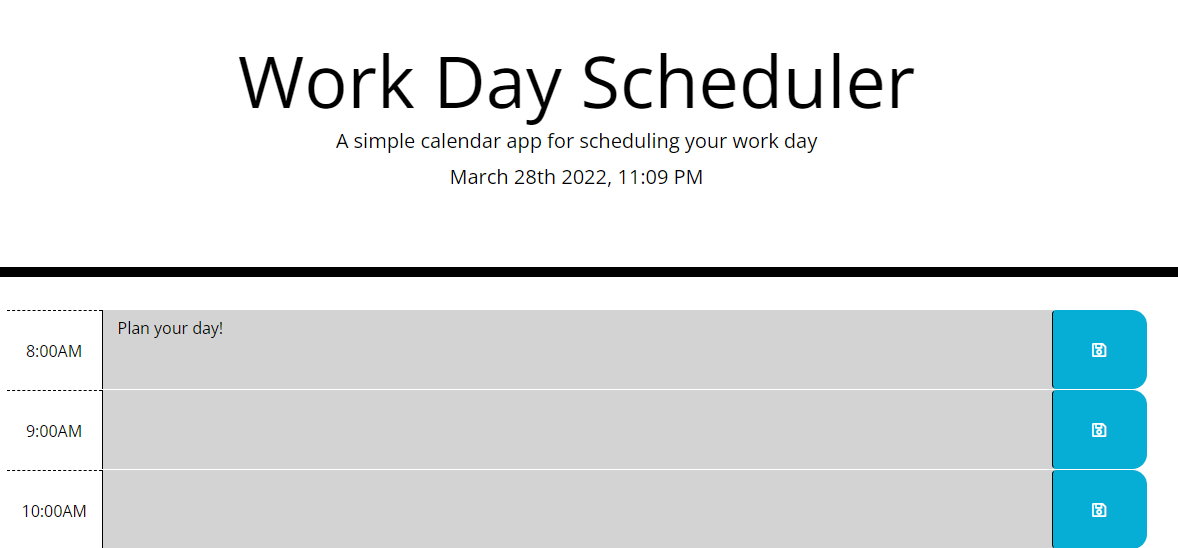 Work Day Scheduler
A simple calendar app for scheduling your work day
March 28th 2022, 11:09 PM
8:00AM
Plan your day!
9:00AM
10:00AM